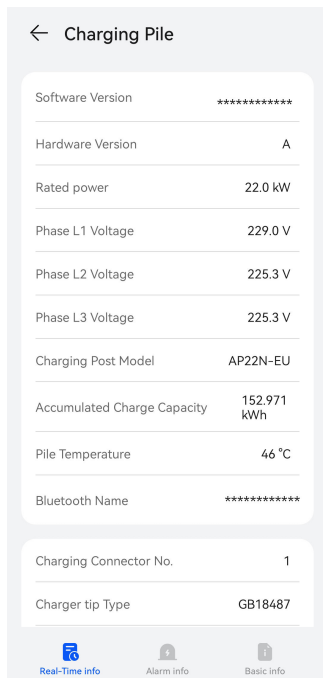 ← Charging Pile
Software Version ************
Hardware Version A
Rated power 22.0 kW
Phase L1 Voltage 229.0 V
Phase L2 Voltage 225.3 V
Phase L3 Voltage 225.3 V
Charging Post Model AP22N-EU
Accumulated Charge Capacity 152.971
kWh
Pile Temperature 46 °C
Bluetooth Name ************
Charging Connector No. 1
Charger tip Type GB18487
Real-Time info Alarm info Basic info